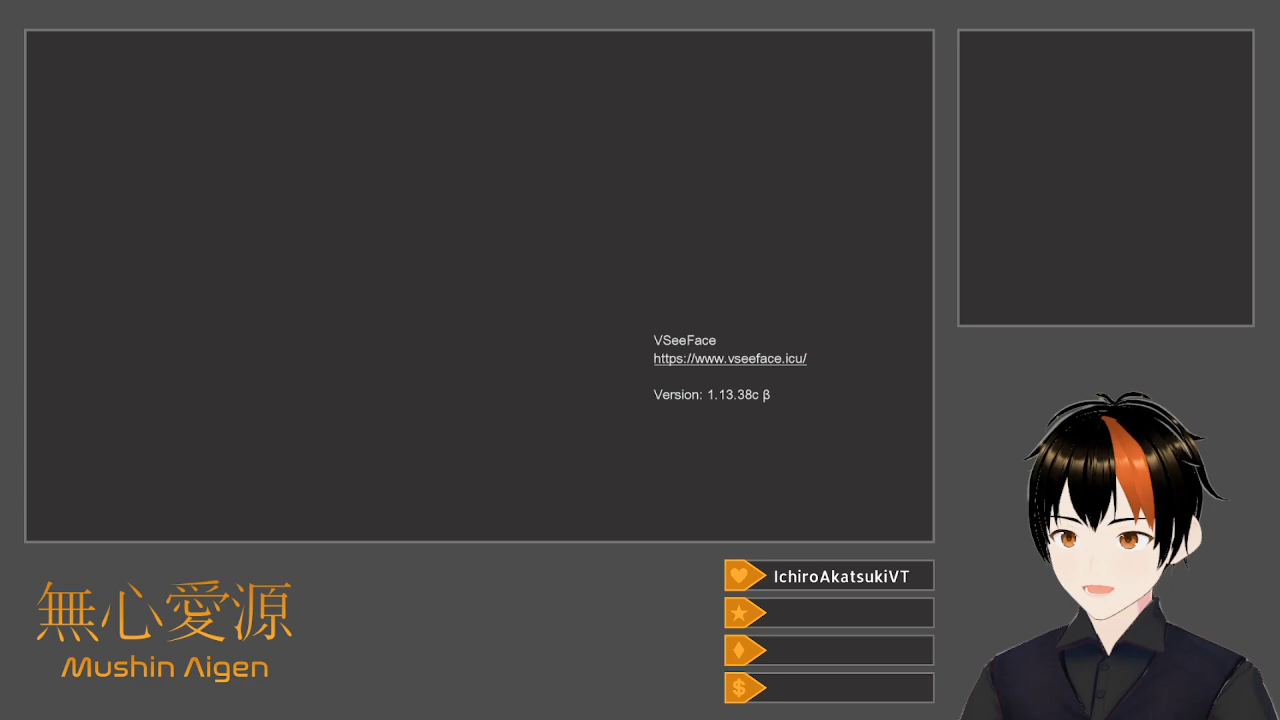 VSeeFace
https://www.vseeface.icu/
Version: 1.13.38c β
IchiroAkatsukiVT
$
無心愛源
Mushin Aigen